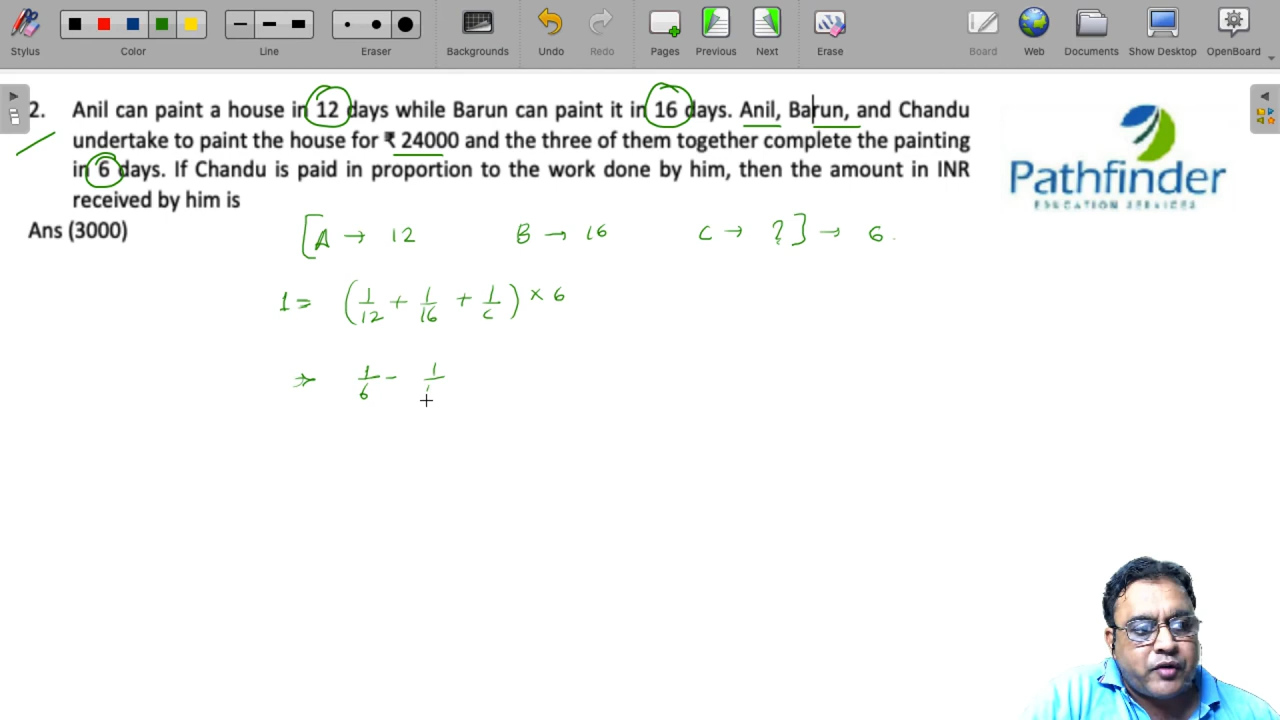 Stylus Color Line Eraser Backgrounds Undo Redo Pages Previous Next Erase Board Web Documents Show Desktop OpenBoard
2. Anil can paint a house in 12 days while Barun can paint it in 16 days. Anil, Barun, and Chandu
undertake to paint the house for ₹ 24000 and the three of them together complete the painting
in 6 days. If Chandu is paid in proportion to the work done by him, then the amount in INR
received by him is
Pathfinder
EDUCATION SERVICES
Ans (3000)
[A → 12 B → 16 C → ?] → 6.
1 = (1/12 + 1/16 + 1/C) × 6
⇒ 1/6 - 1/